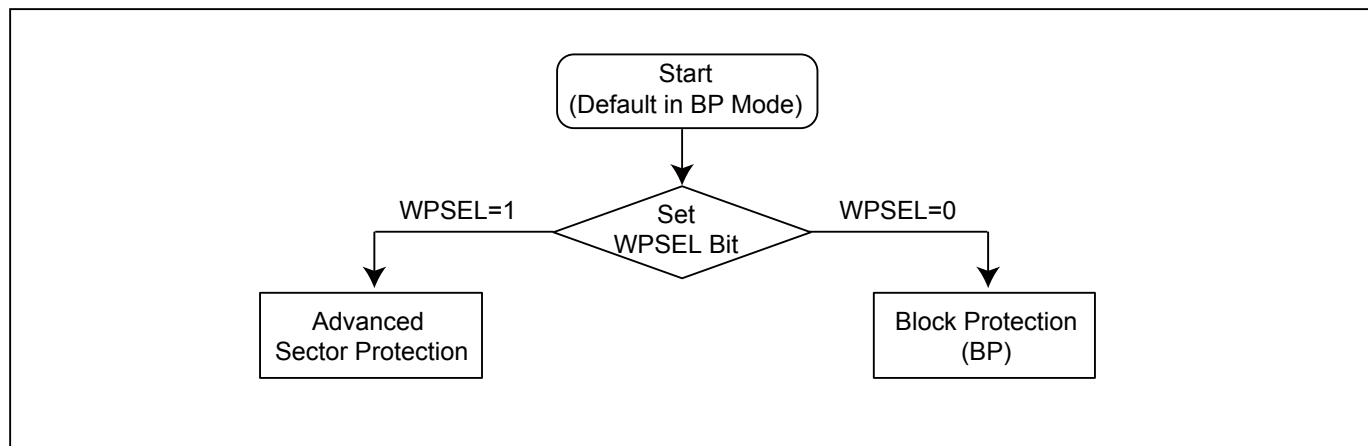 Start
(Default in BP Mode)
WPSEL=1
Set
WPSEL Bit
WPSEL=0
Advanced
Sector Protection
Block Protection
(BP)